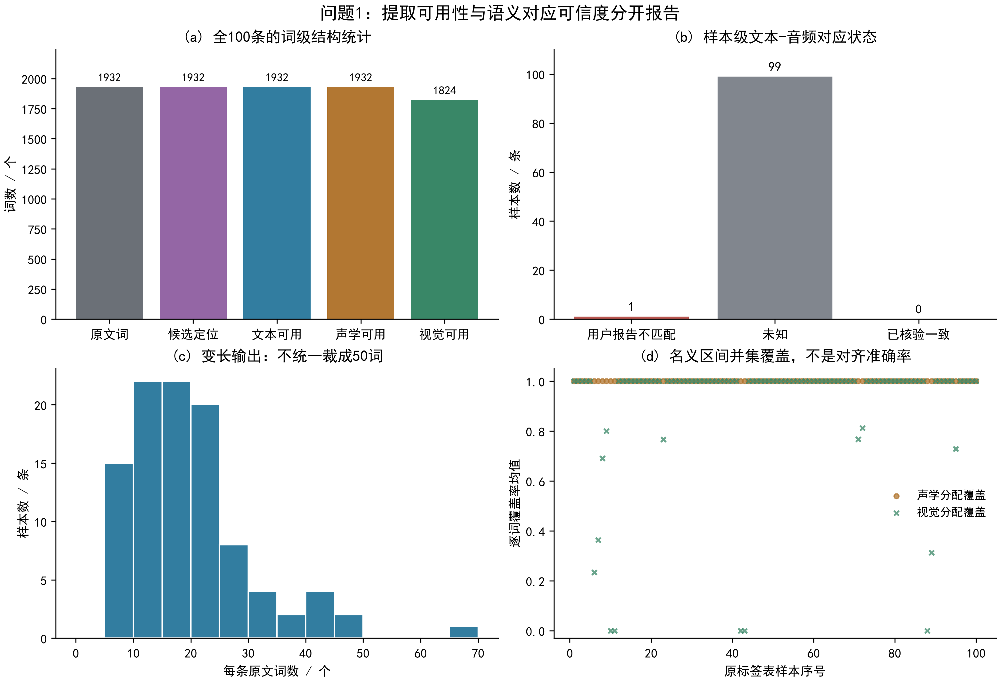 问题1：提取可用性与语义对应可信度分开报告
(a) 全100条的词级结构统计
词数 / 个
2000
1750
1500
1250
1000
750
500
250
0
1932
1932
1932
1932
1824
原文词
候选定位
文本可用
声学可用
视觉可用
(b) 样本级文本-音频对应状态
样本数 / 条
100
80
60
40
20
0
1
99
0
用户报告不匹配
未知
已核验一致
(c) 变长输出：不统一裁成50词
样本数 / 条
20
15
10
5
0
0
10
20
30
40
50
60
70
每条原文词数 / 个
(d) 名义区间并集覆盖，不是对齐准确率
逐词覆盖率均值
1.0
0.8
0.6
0.4
0.2
0.0
声学分配覆盖
视觉分配覆盖
0
20
40
60
80
100
原标签表样本序号